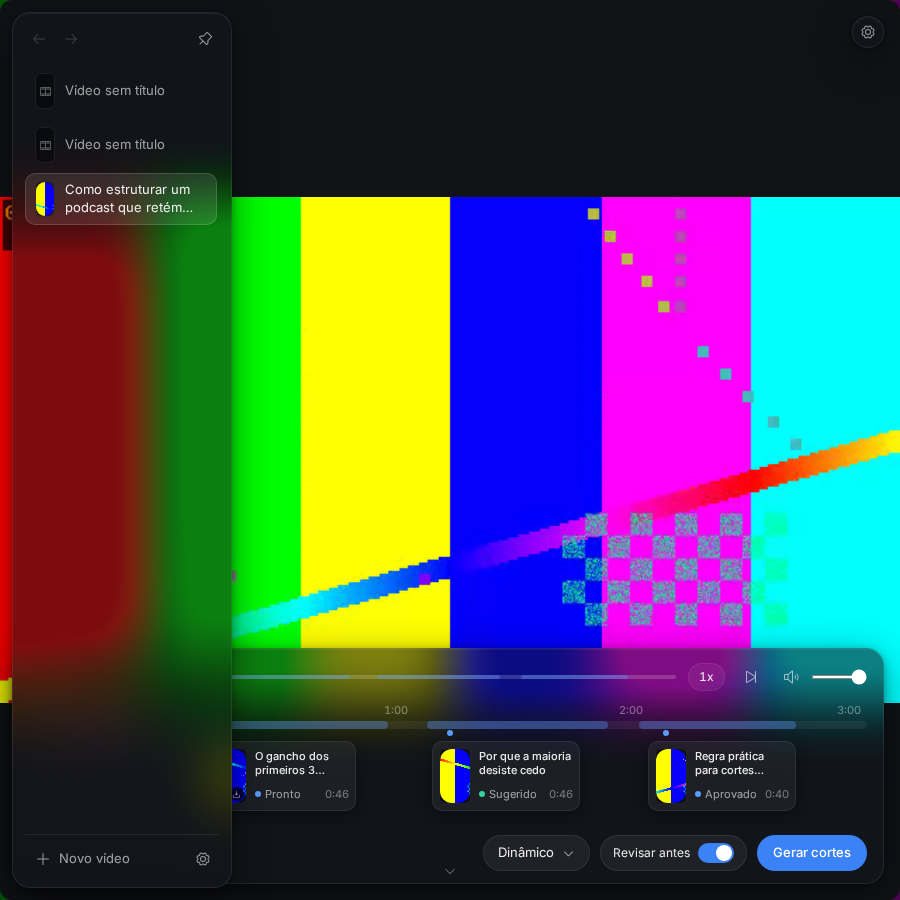 Vídeo sem título
Vídeo sem título
Como estruturar um
podcast que retém...
1x
1:00
2:00
3:00
O gancho dos
primeiros 3...
Pronto
0:46
Por que a maioria
desiste cedo
Sugerido
0:46
Regra prática
para cortes...
Aprovado
0:40
Novo vídeo
Dinâmico
Revisar antes
Gerar cortes